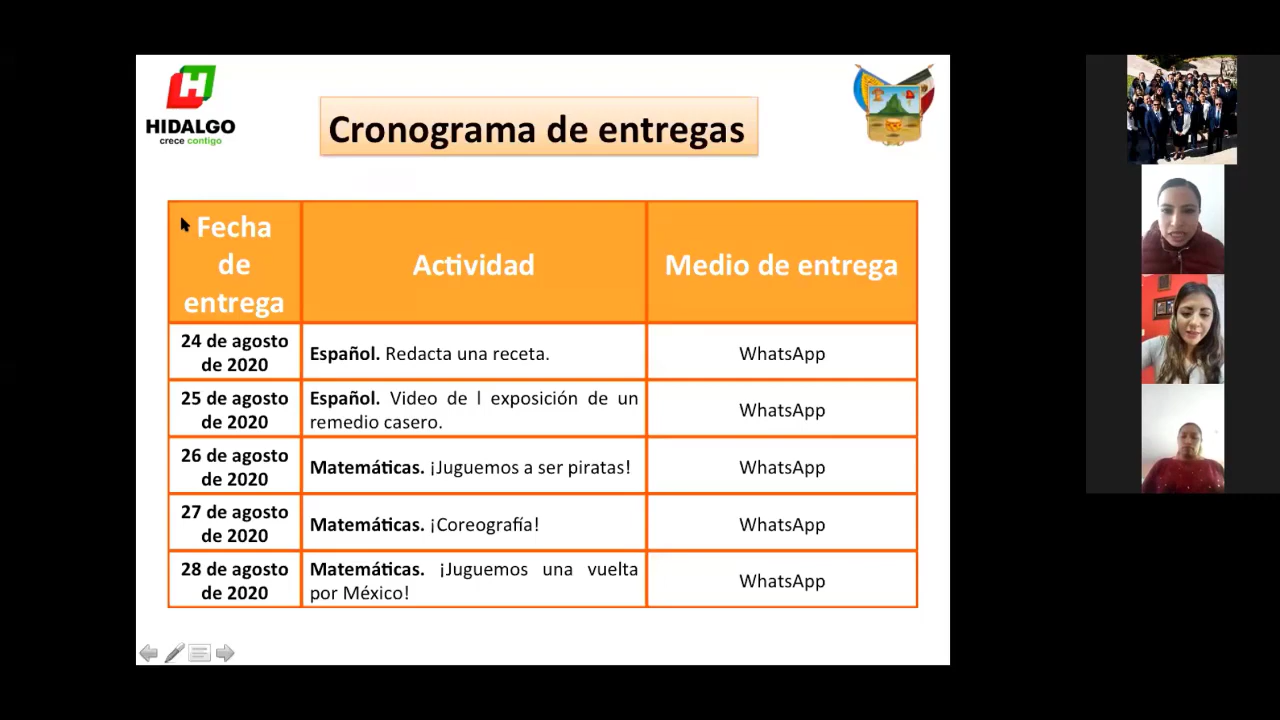 HIDALGO
crece contigo
Cronograma de entregas
Fecha
de
entrega
Actividad
Medio de entrega
24 de agosto
de 2020
Español. Redacta una receta.
WhatsApp
25 de agosto
de 2020
Español. Video de l exposición de un
remedio casero.
WhatsApp
26 de agosto
de 2020
Matemáticas. ¡Juguemos a ser piratas!
WhatsApp
27 de agosto
de 2020
Matemáticas. ¡Coreografía!
WhatsApp
28 de agosto
de 2020
Matemáticas. ¡Juguemos una vuelta
por México!
WhatsApp